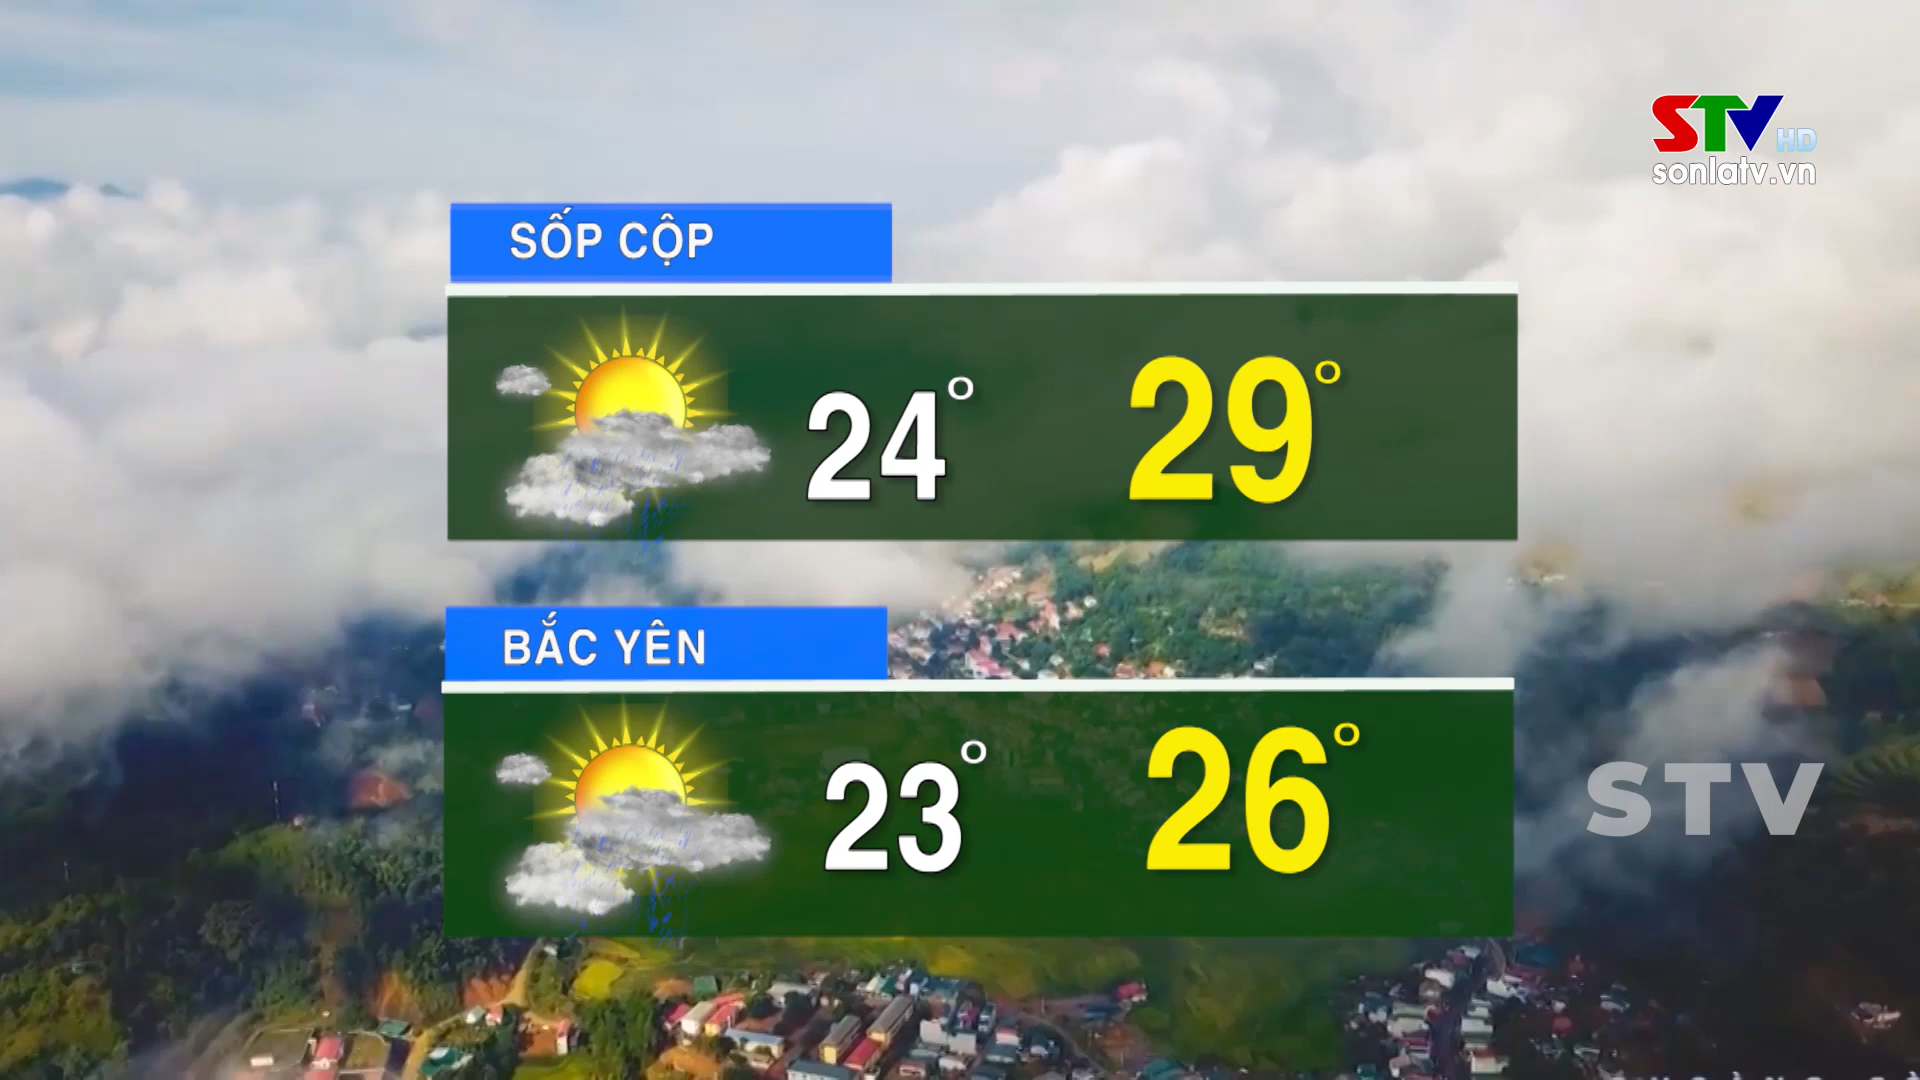 STV HD
sonlatv.vn
SỐP CỘP
24° 29°
BẮC YÊN
23° 26°
STV